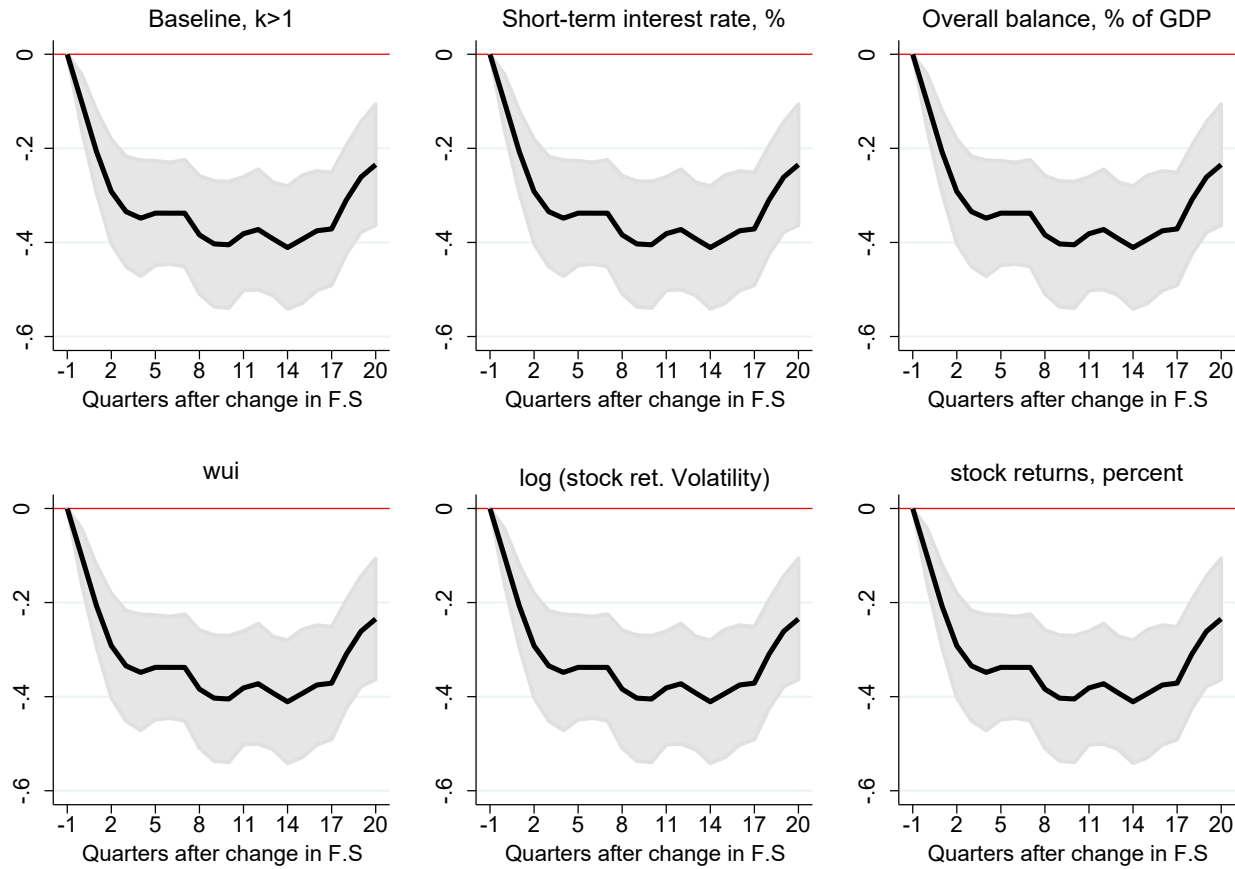 Baseline, k>1
0
-.2
-.4
-.6
-1 2 5 8 11 14 17 20
Quarters after change in F.S
Short-term interest rate, %
0
-.2
-.4
-.6
-1 2 5 8 11 14 17 20
Quarters after change in F.S
Overall balance, % of GDP
0
-.2
-.4
-.6
-1 2 5 8 11 14 17 20
Quarters after change in F.S
wui
0
-.2
-.4
-.6
-1 2 5 8 11 14 17 20
Quarters after change in F.S
log (stock ret. Volatility)
0
-.2
-.4
-.6
-1 2 5 8 11 14 17 20
Quarters after change in F.S
stock returns, percent
0
-.2
-.4
-.6
-1 2 5 8 11 14 17 20
Quarters after change in F.S